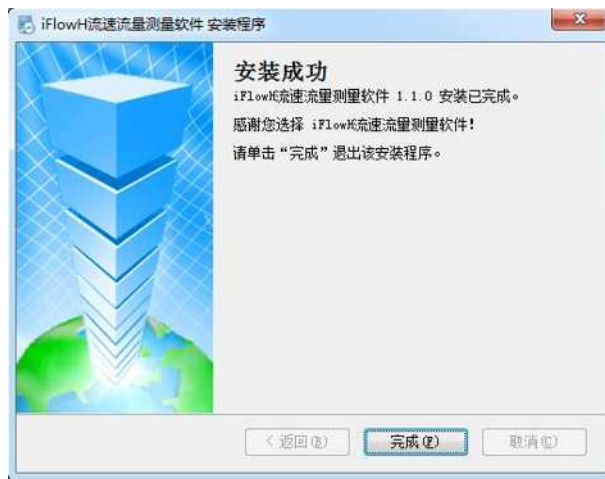 iFlowH流速流量测量软件 安装程序
安装成功
iFlowH流速流量测量软件 1.1.0 安装已完成。
感谢您选择 iFlowH流速流量测量软件!
请单击“完成”退出该安装程序。
< 返回(B) 完成(F) 取消(C)